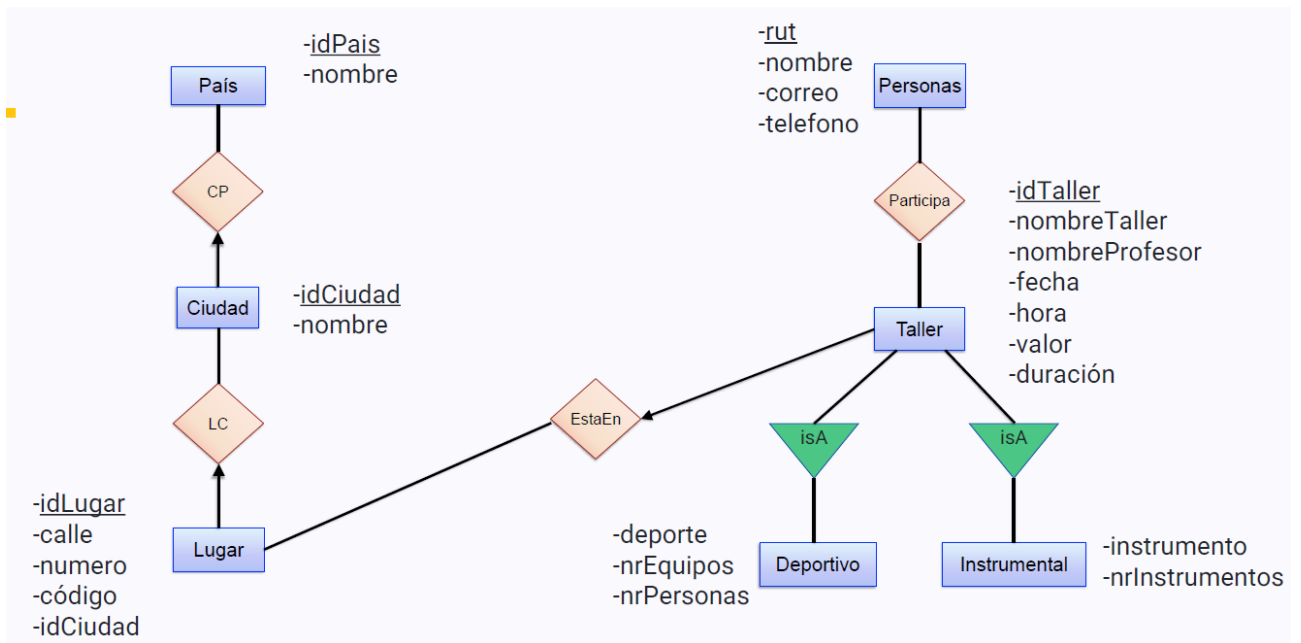 -idPais
-nombre
País
-rut
-nombre
-correo
-telefono
Personas
CP
Participa
-idTaller
-nombreTaller
-nombreProfesor
-fecha
-hora
-valor
-duración
Ciudad
-idCiudad
-nombre
Taller
LC
EstaEn
isA
isA
-idLugar
-calle
-numero
-código
-idCiudad
Lugar
-deporte
-nrEquipos
-nrPersonas
Deportivo
Instrumental
-instrumento
-nrInstrumentos